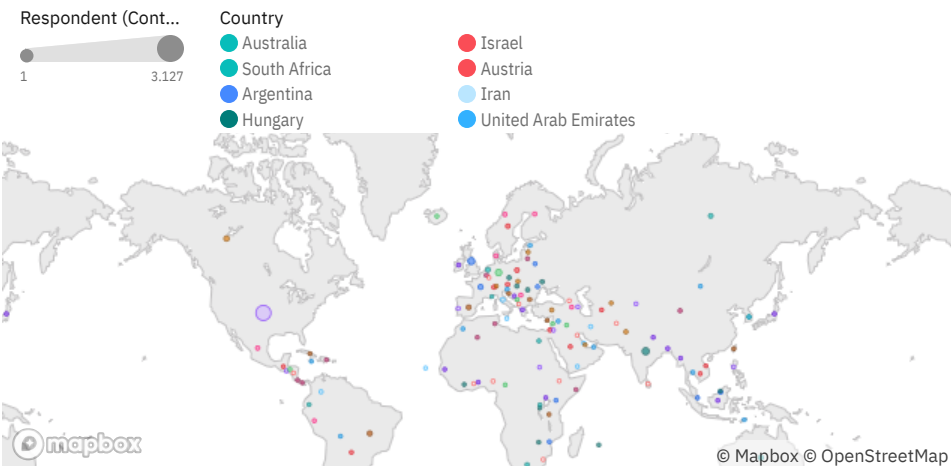 Respondent (Cont...
1
3.127
Country
Australia
South Africa
Argentina
Hungary
Israel
Austria
Iran
United Arab Emirates
mapbox
© Mapbox © OpenStreetMap